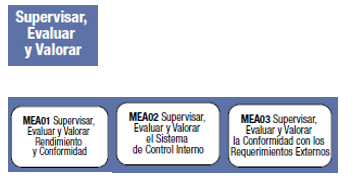 Supervisar,
Evaluar
y Valorar
MEA01 Supervisar,
Evaluar y Valorar
Rendimiento
y Conformidad
MEA02 Supervisar,
Evaluar y Valorar
el Sistema
de Control Interno
MEA03 Supervisar,
Evaluar y Valorar
la Conformidad con los
Requerimientos Externos